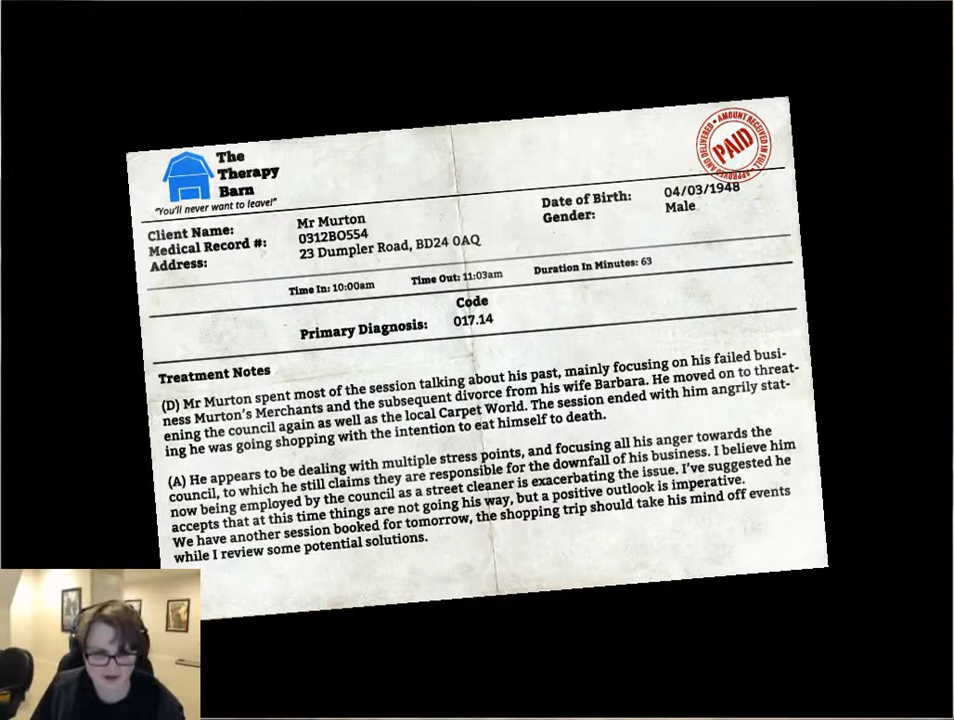 The
Therapy
Barn
"You'll never want to leave!"
AMOUNT RECEIVED IN FULL • APPROVED AND DELIVERED •
PAID
Client Name: Mr Murton
Medical Record #: 0312BO554
Address: 23 Dumpler Road, BD24 0AQ
Date of Birth: 04/03/1948
Gender: Male
Time In: 10:00am Time Out: 11:03am Duration In Minutes: 63
Code
Primary Diagnosis: 017.14
Treatment Notes
(D) Mr Murton spent most of the session talking about his past, mainly focusing on his failed busi-
ness Murton's Merchants and the subsequent divorce from his wife Barbara. He moved on to threat-
ening the council again as well as the local Carpet World. The session ended with him angrily stat-
ing he was going shopping with the intention to eat himself to death.
(A) He appears to be dealing with multiple stress points, and focusing all his anger towards the
council, to which he still claims they are responsible for the downfall of his business. I believe him
now being employed by the council as a street cleaner is exacerbating the issue. I've suggested he
accepts that at this time things are not going his way, but a positive outlook is imperative.
We have another session booked for tomorrow, the shopping trip should take his mind off events
while I review some potential solutions.